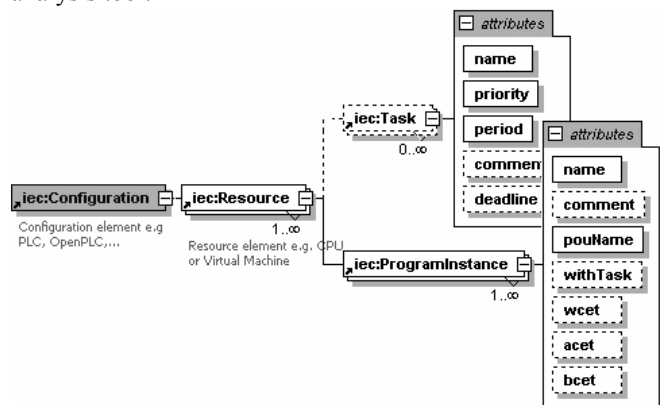 attributes
name
priority
period
comment
deadline
iec:Task
0..∞
attributes
name
comment
pouName
withTask
wcet
acet
bcet
iec:Configuration
Configuration element e.g
PLC, OpenPLC,...
iec:Resource
1..∞
Resource element e.g. CPU
or Virtual Machine
iec:ProgramInstance
1..∞